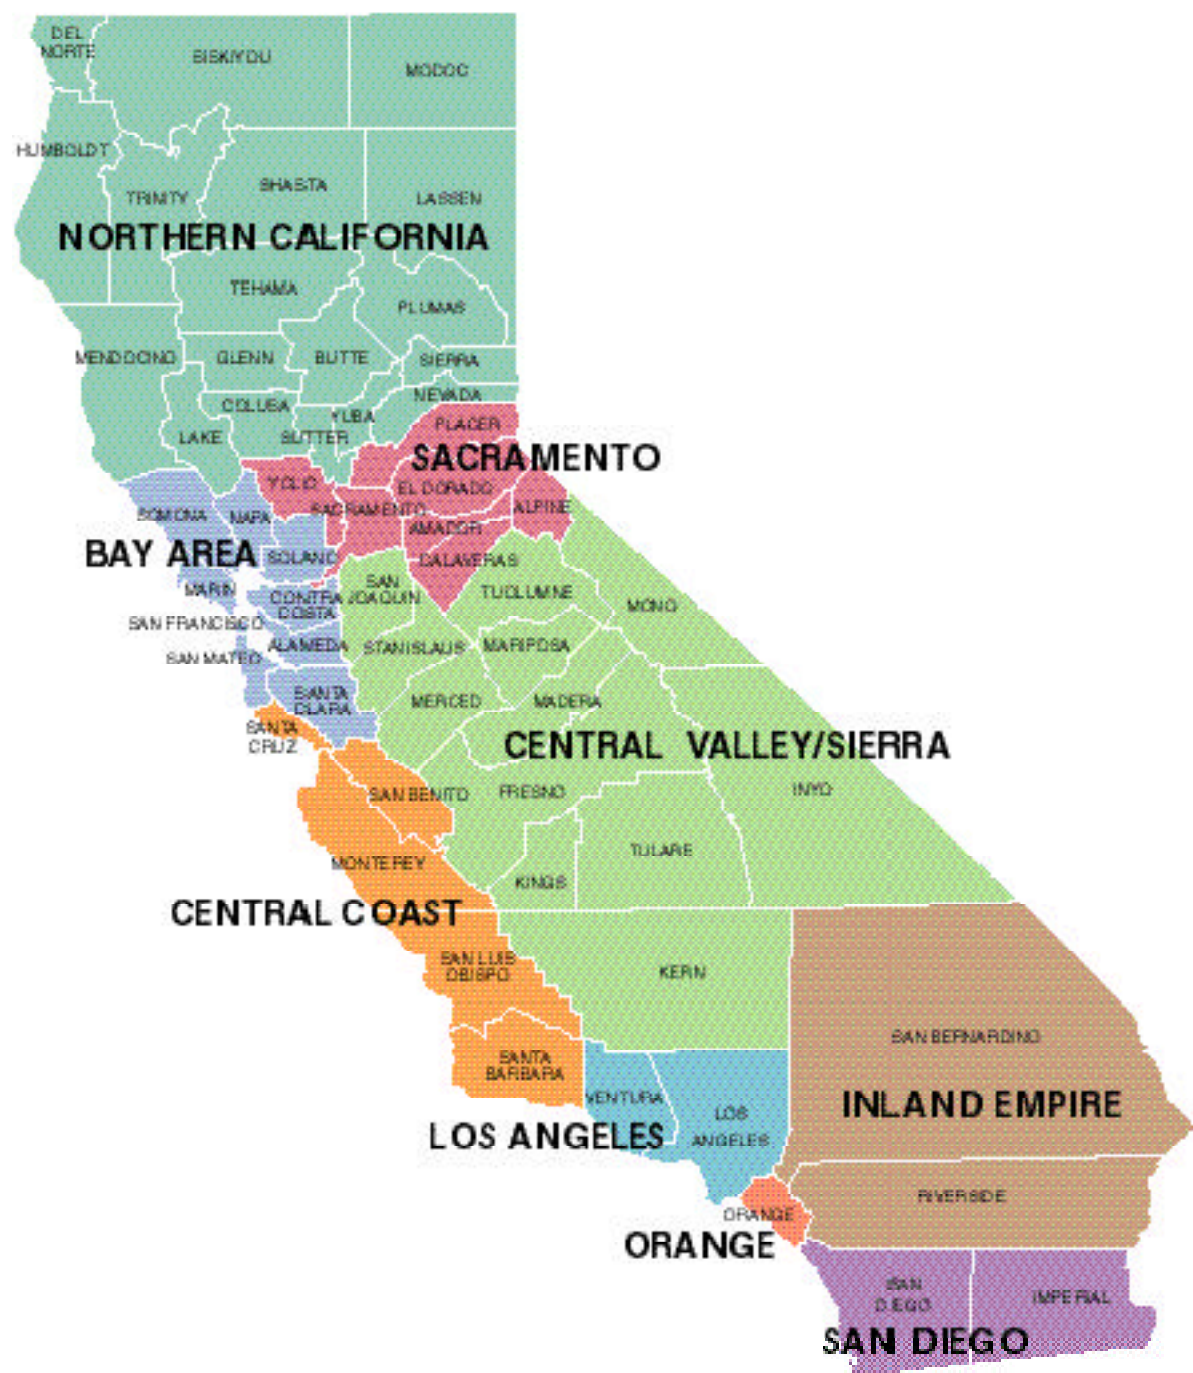 DEL
NORTE
SISKIYOU
MODOC
HUMBOLDT
TRINITY
SHASTA
LASSEN
NORTHERN CALIFORNIA
TEHAMA
PLUMAS
MENDOCINO
GLENN
BUTTE
SIERRA
NEVADA
COLUSA
YUBA
LAKE
SUTTER
PLACER
SACRAMENTO
YOLO
EL DORADO
SACRAMENTO
ALPINE
SOMONA
NAPA
AMADOR
BAY AREA
SOLANO
CALAVERAS
MARIN
SAN
JOAQUIN
TUOLUMNE
CONTRA
COSTA
MONO
SAN FRANCISCO
ALAMEDA
STANISLAUS
MARIPOSA
SAN MATEO
SANTA
CLARA
MERCED
MADERA
SANTA
CRUZ
CENTRAL VALLEY/SIERRA
SAN BENITO
FRESNO
INYO
MONTEREY
TULARE
KINGS
CENTRAL COAST
SAN LUIS
OBISPO
KERN
SAN BERNARDINO
SANTA
BARBARA
VENTURA
LOS
ANGELES
INLAND EMPIRE
LOS ANGELES
RIVERSIDE
ORANGE
ORANGE
SAN
DIEGO
IMPERIAL
SAN DIEGO